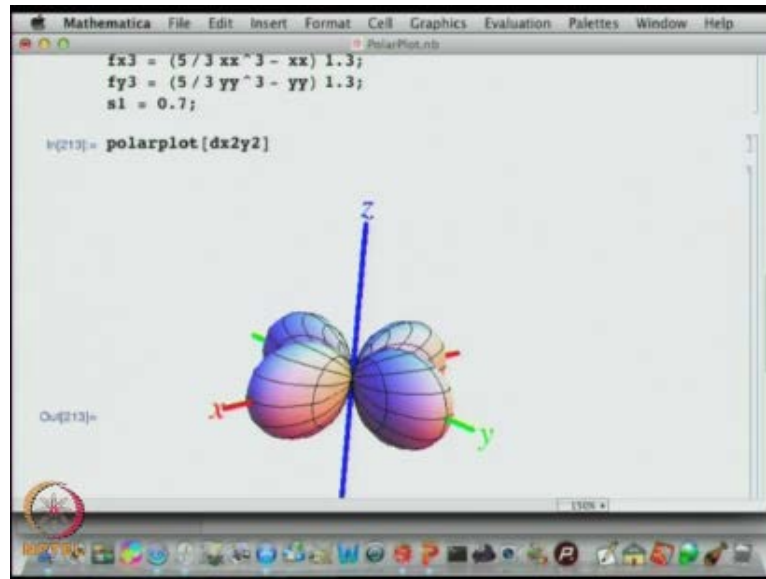 Mathematica File Edit Insert Format Cell Graphics Evaluation Palettes Window Help
PolarPlot.nb
fx3 = (5 / 3 xx^3 - xx) 1.3;
fy3 = (5 / 3 yy^3 - yy) 1.3;
s1 = 0.7;
In[213]:= polarplot[dx2y2]
z
x
y
Out[213]=
150%
NPTEL